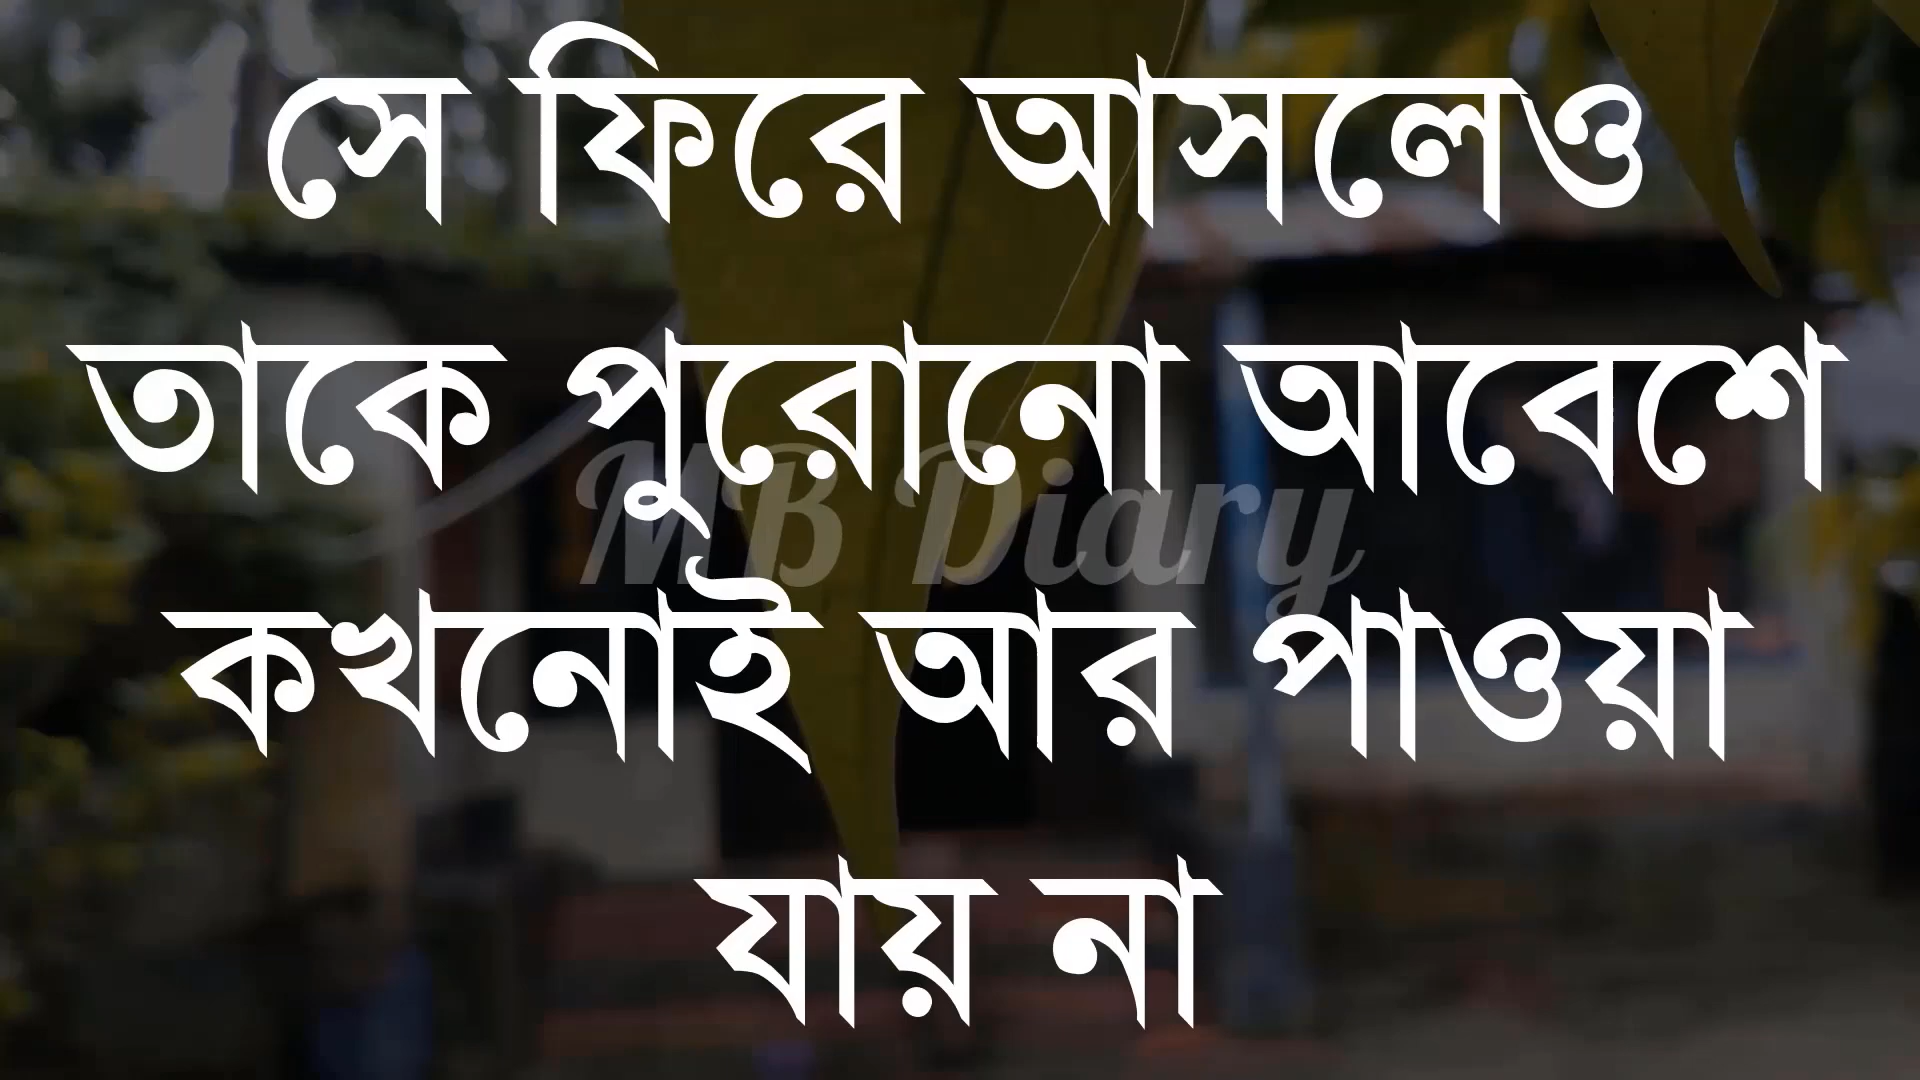 সে ফিরে আসলেও
তাকে পুরোনো আবেশে
MB Diary
কখনোই আর পাওয়া
যায় না